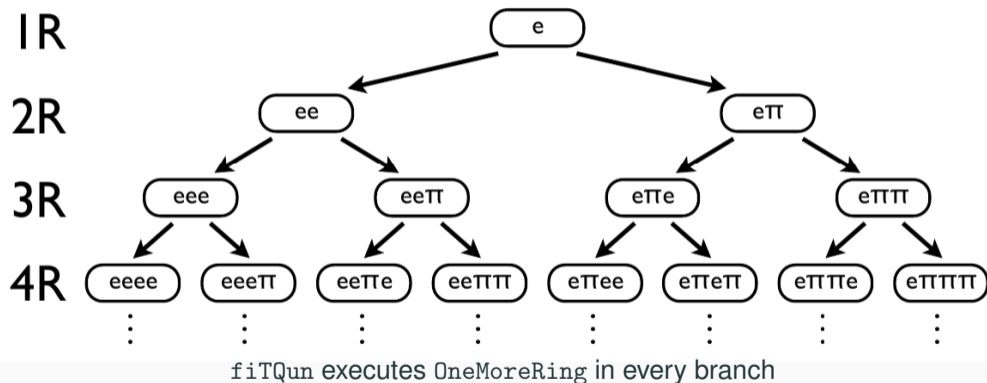 1R e
2R ee eπ
3R eee eeπ eπe eππ
4R eeee eeeπ eeπe eeππ eπee eπeπ eππe eπππ
fiTQun executes OneMoreRing in every branch